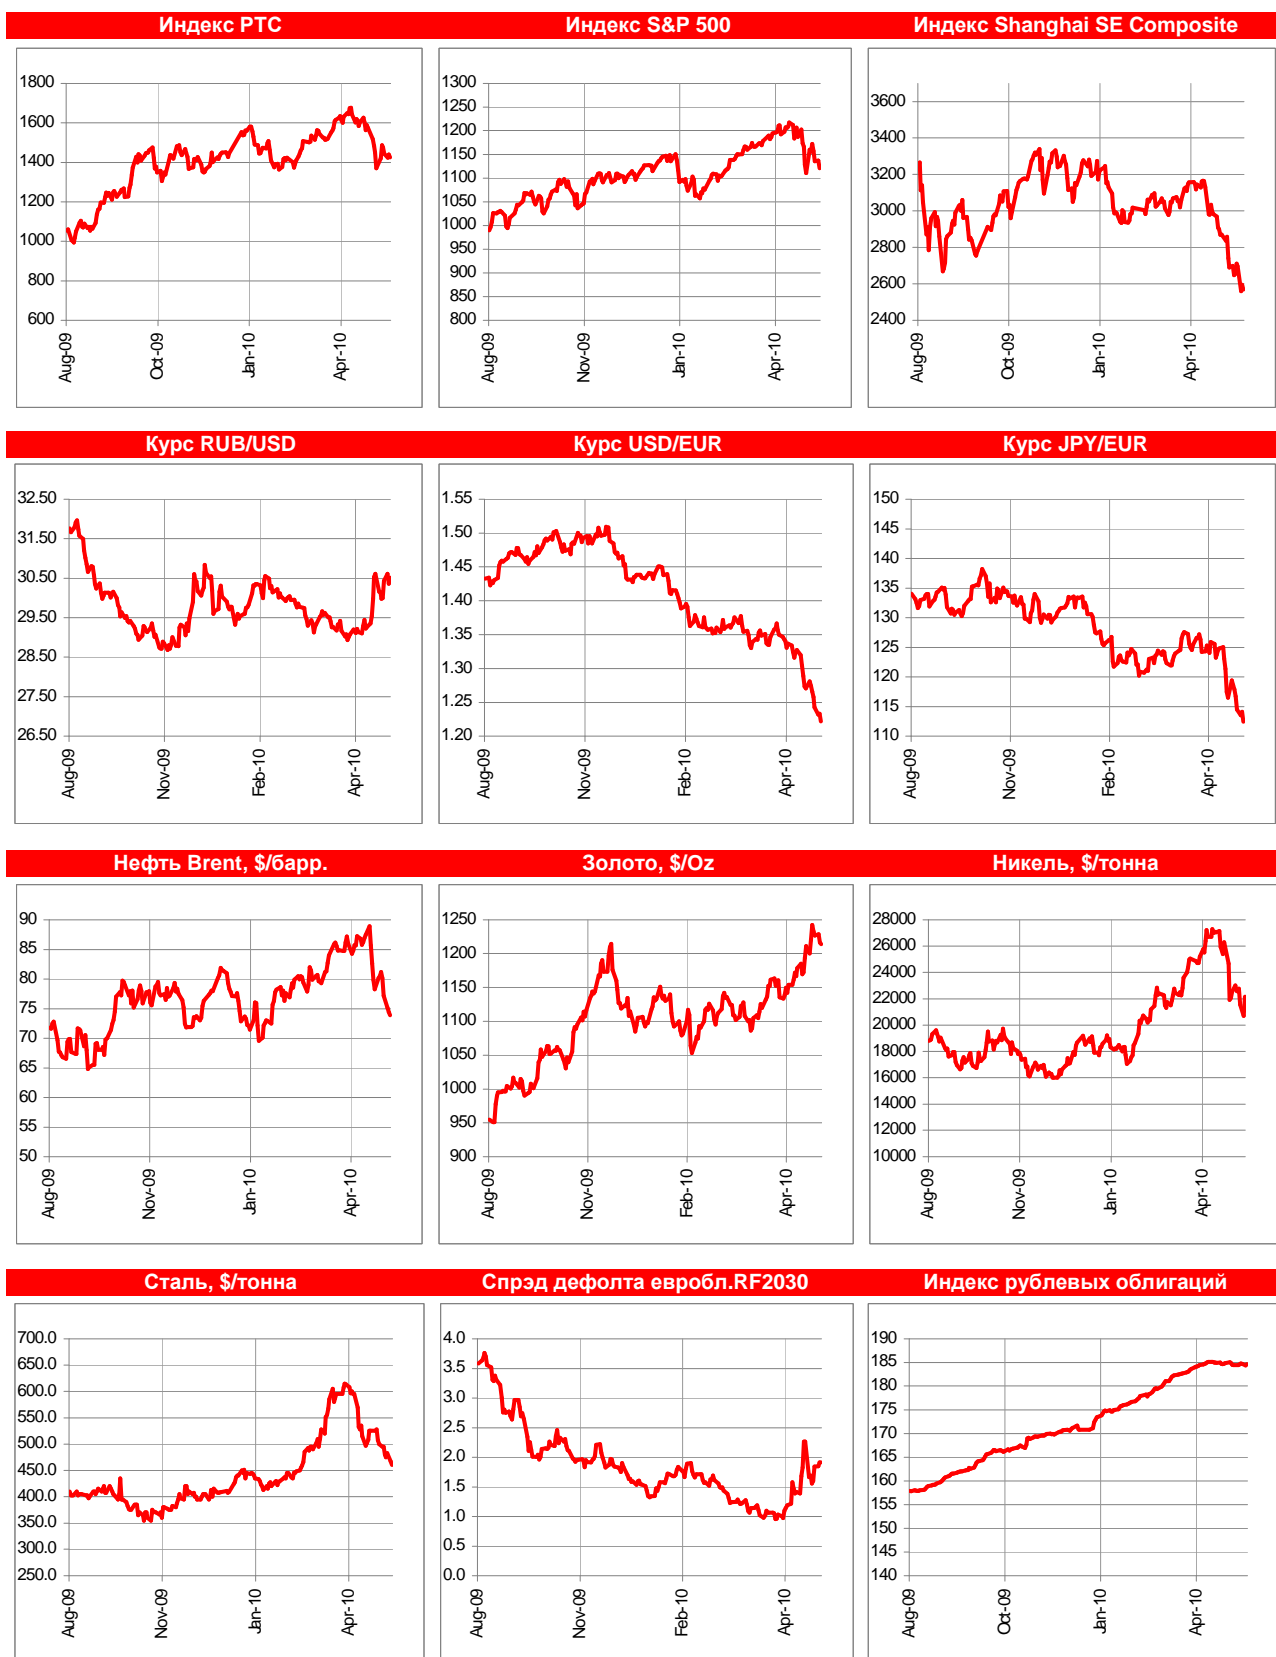 Индекс РТС
1800
1600
1400
1200
1000
800
600
Aug-09
Oct-09
Jan-10
Apr-10
Индекс S&P 500
1300
1250
1200
1150
1100
1050
1000
950
900
850
800
Aug-09
Nov-09
Jan-10
Apr-10
Индекс Shanghai SE Composite
3600
3400
3200
3000
2800
2600
2400
Aug-09
Oct-09
Jan-10
Apr-10
Курс RUB/USD
32.50
31.50
30.50
29.50
28.50
27.50
26.50
Aug-09
Nov-09
Feb-10
Apr-10
Курс USD/EUR
1.55
1.50
1.45
1.40
1.35
1.30
1.25
1.20
Aug-09
Nov-09
Feb-10
Apr-10
Курс JPY/EUR
150
145
140
135
130
125
120
115
110
Aug-09
Nov-09
Feb-10
Apr-10
Нефть Brent, $/барр.
90
85
80
75
70
65
60
55
50
Aug-09
Nov-09
Jan-10
Apr-10
Золото, $/Oz
1250
1200
1150
1100
1050
1000
950
900
Aug-09
Nov-09
Feb-10
Apr-10
Никель, $/тонна
28000
26000
24000
22000
20000
18000
16000
14000
12000
10000
Aug-09
Nov-09
Jan-10
Apr-10
Сталь, $/тонна
700.0
650.0
600.0
550.0
500.0
450.0
400.0
350.0
300.0
250.0
Aug-09
Nov-09
Jan-10
Apr-10
Спрэд дефолта евробл.RF2030
4.0
3.5
3.0
2.5
2.0
1.5
1.0
0.5
0.0
Aug-09
Nov-09
Feb-10
Apr-10
Индекс рублевых облигаций
190
185
180
175
170
165
160
155
150
145
140
Aug-09
Oct-09
Jan-10
Apr-10